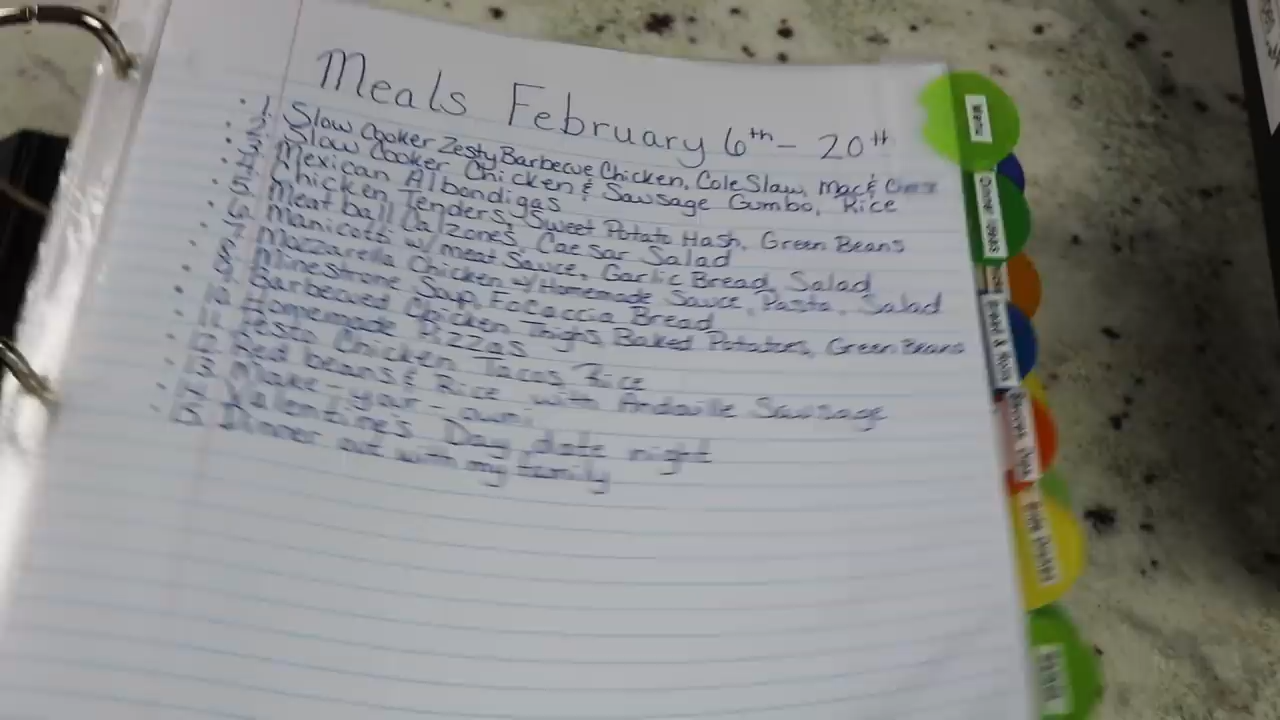 Meals February 6th - 20th
1. Slow Cooker Zesty Barbecue Chicken, Cole Slaw, Mac &
2. Slow Cooker Chicken & Sausage Gumbo, Rice
3. Mexican Albondigas
4. Chicken Tenders, Sweet Potato Hash, Green Beans
5. Meatball Calzones, Caesar Salad
6. Manicotti w/meat Sauce, Garlic Bread, Salad
7. Mozzarella Chicken w/Homemade Sauce, Pasta, Salad
8. Minestrone Soup, Focaccia Bread
9. Barbecued Chicken Thighs, Baked Potatoes, Green Beans
10. Homemade Pizzas
11. Pesto Chicken Tacos, Rice
12. Red beans & Rice with Andouille Sausage
13. Make-your-own!
14. Valentine's Day date night
15. Dinner out with my family
Menu
Side Dishes